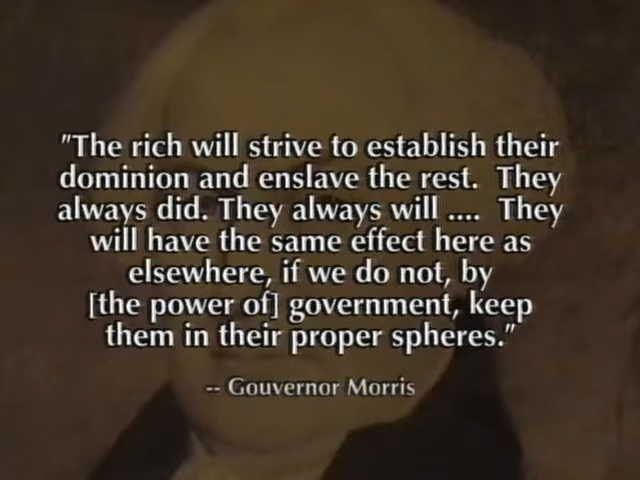 "The rich will strive to establish their
dominion and enslave the rest.  They
always did. They always will ....  They
will have the same effect here as
elsewhere, if we do not, by
[the power of] government, keep
them in their proper spheres."
-- Gouvernor Morris